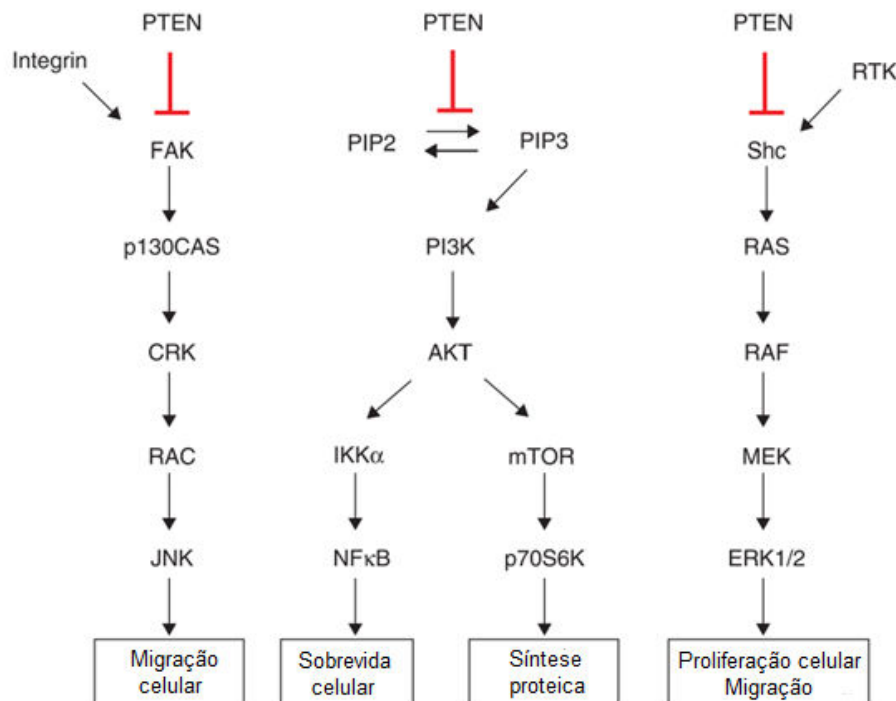 PTEN
PTEN
PTEN
Integrin
RTK
FAK
PIP2
PIP3
Shc
p130CAS
PI3K
RAS
CRK
AKT
RAF
RAC
IKKα
mTOR
MEK
JNK
NFκB
p70S6K
ERK1/2
Migração
celular
Sobrevida
celular
Síntese
proteica
Proliferação celular
Migração